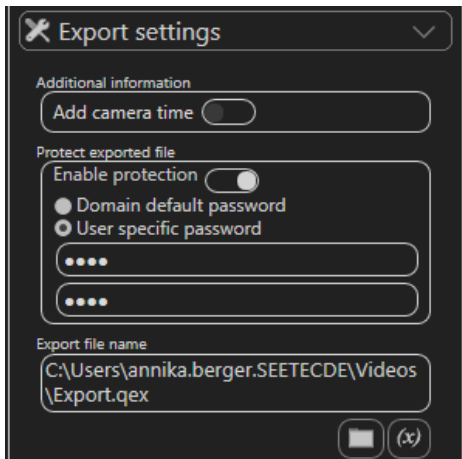 Export settings
Additional information
Add camera time
Protect exported file
Enable protection
Domain default password
User specific password
••••
••••
Export file name
C:\Users\annika.berger.SEETECDE\Videos
\Export.qex
(x)